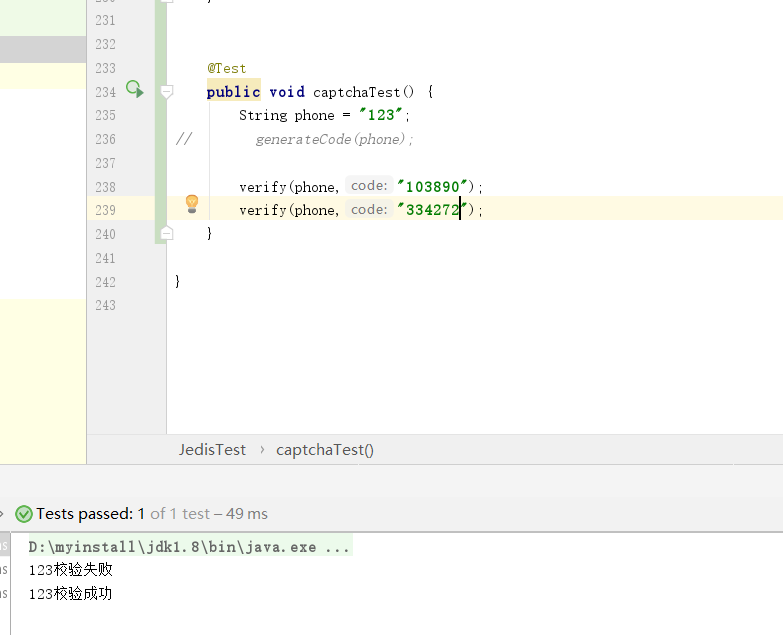 231
232
233 @Test
234 public void captchaTest() {
235 String phone = "123";
236 // generateCode(phone);
237
238 verify(phone, code: "103890");
239 verify(phone, code: "334272");
240 }
241
242 }
243
JedisTest › captchaTest()
Tests passed: 1 of 1 test – 49 ms
D:\myinstall\jdk1.8\bin\java.exe ...
123校验失败
123校验成功